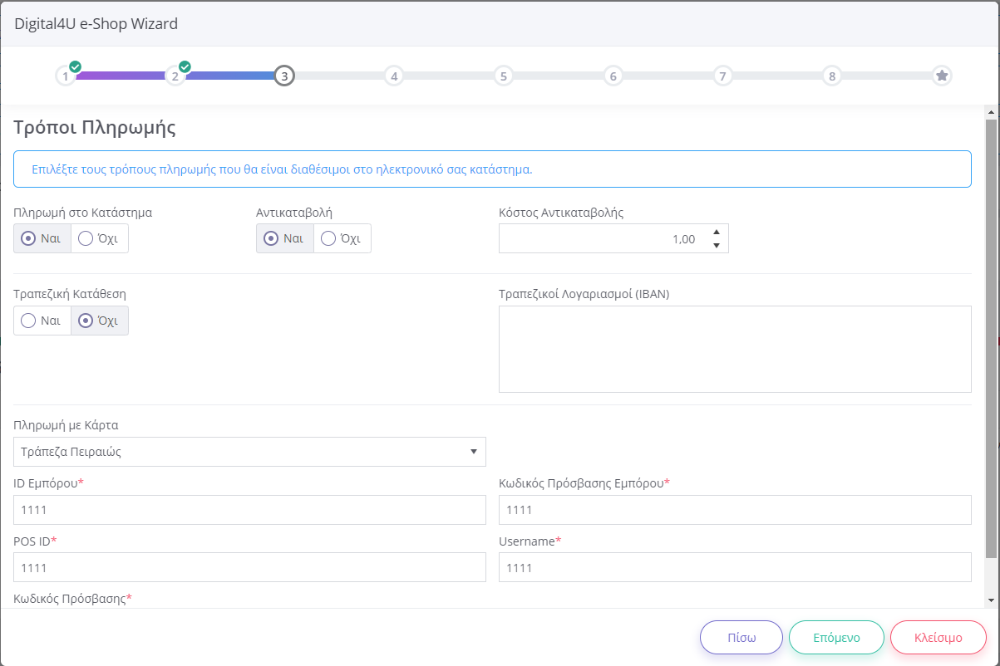 Digital4U e-Shop Wizard
1 2 3 4 5 6 7 8
Τρόποι Πληρωμής
Επιλέξτε τους τρόπους πληρωμής που θα είναι διαθέσιμοι στο ηλεκτρονικό σας κατάστημα.
Πληρωμή στο Κατάστημα Αντικαταβολή Κόστος Αντικαταβολής
Ναι Όχι Ναι Όχι 1,00
Τραπεζική Κατάθεση Τραπεζικοί Λογαριασμοί (IBAN)
Ναι Όχι
Πληρωμή με Κάρτα
Τράπεζα Πειραιώς
ID Εμπόρου* Κωδικός Πρόσβασης Εμπόρου*
1111 1111
POS ID* Username*
1111 1111
Κωδικός Πρόσβασης*
Πίσω Επόμενο Κλείσιμο